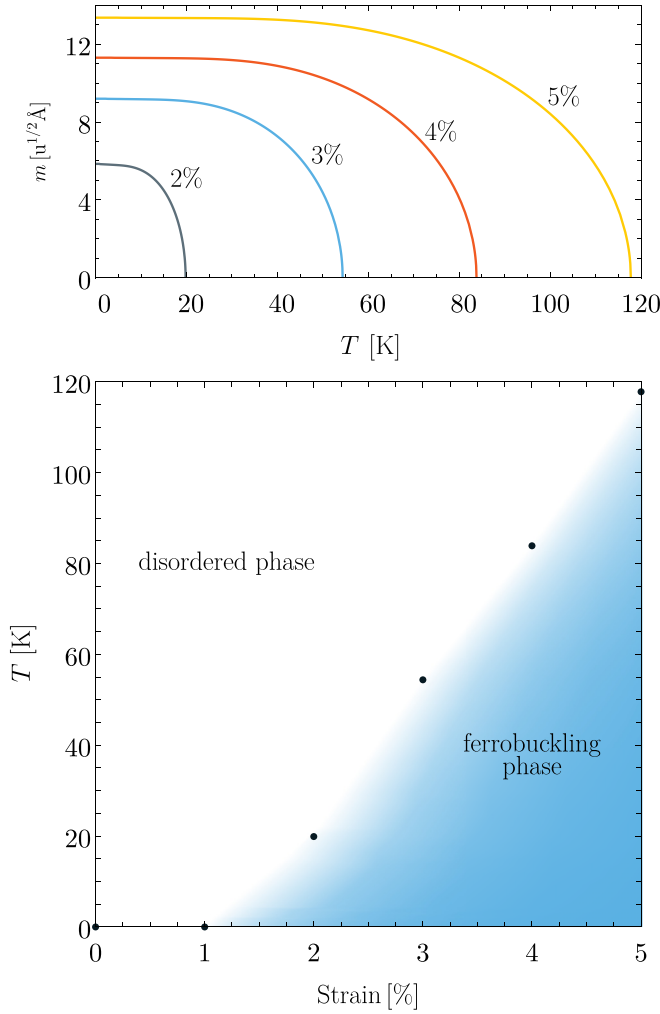 12
8
4
0
m [u^{1/2}Å]
2%
3%
4%
5%
0 20 40 60 80 100 120
T [K]
120
100
80
60
40
20
0
T [K]
disordered phase
ferrobuckling
phase
0 1 2 3 4 5
Strain [%]